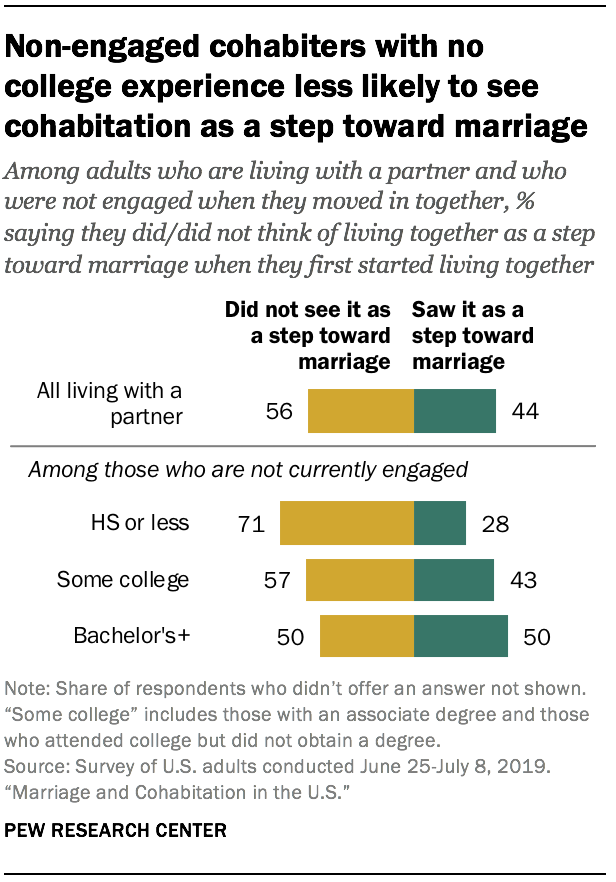 Non-engaged cohabiters with no
college experience less likely to see
cohabitation as a step toward marriage
Among adults who are living with a partner and who
were not engaged when they moved in together, %
saying they did/did not think of living together as a step
toward marriage when they first started living together
Did not see it as
a step toward
marriage
Saw it as a
step toward
marriage
All living with a
partner
56
44
Among those who are not currently engaged
HS or less
71
28
Some college
57
43
Bachelor's+
50
50
Note: Share of respondents who didn’t offer an answer not shown.
“Some college” includes those with an associate degree and those
who attended college but did not obtain a degree.
Source: Survey of U.S. adults conducted June 25-July 8, 2019.
“Marriage and Cohabitation in the U.S.”
PEW RESEARCH CENTER